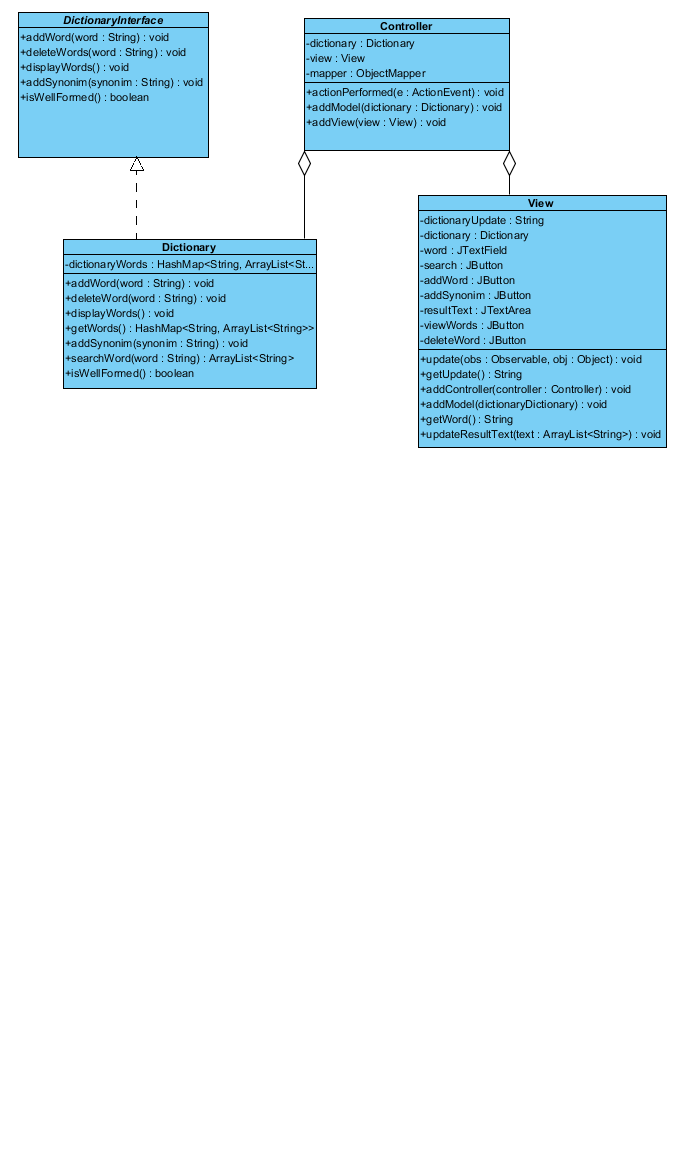 DictionaryInterface
+addWord(word : String) : void
+deleteWords(word : String) : void
+displayWords() : void
+addSynonim(synonim : String) : void
+isWellFormed() : boolean
Controller
-dictionary : Dictionary
-view : View
-mapper : ObjectMapper
+actionPerformed(e : ActionEvent) : void
+addModel(dictionary : Dictionary) : void
+addView(view : View) : void
Dictionary
-dictionaryWords : HashMap<String, ArrayList<St...
+addWord(word : String) : void
+deleteWord(word : String) : void
+displayWords() : void
+getWords() : HashMap<String, ArrayList<String>>
+addSynonim(synonim : String) : void
+searchWord(word : String) : ArrayList<String>
+isWellFormed() : boolean
View
-dictionaryUpdate : String
-dictionary : Dictionary
-word : JTextField
-search : JButton
-addWord : JButton
-addSynonim : JButton
-resultText : JTextArea
-viewWords : JButton
-deleteWord : JButton
+update(obs : Observable, obj : Object) : void
+getUpdate() : String
+addController(controller : Controller) : void
+addModel(dictionaryDictionary) : void
+getWord() : String
+updateResultText(text : ArrayList<String>) : void